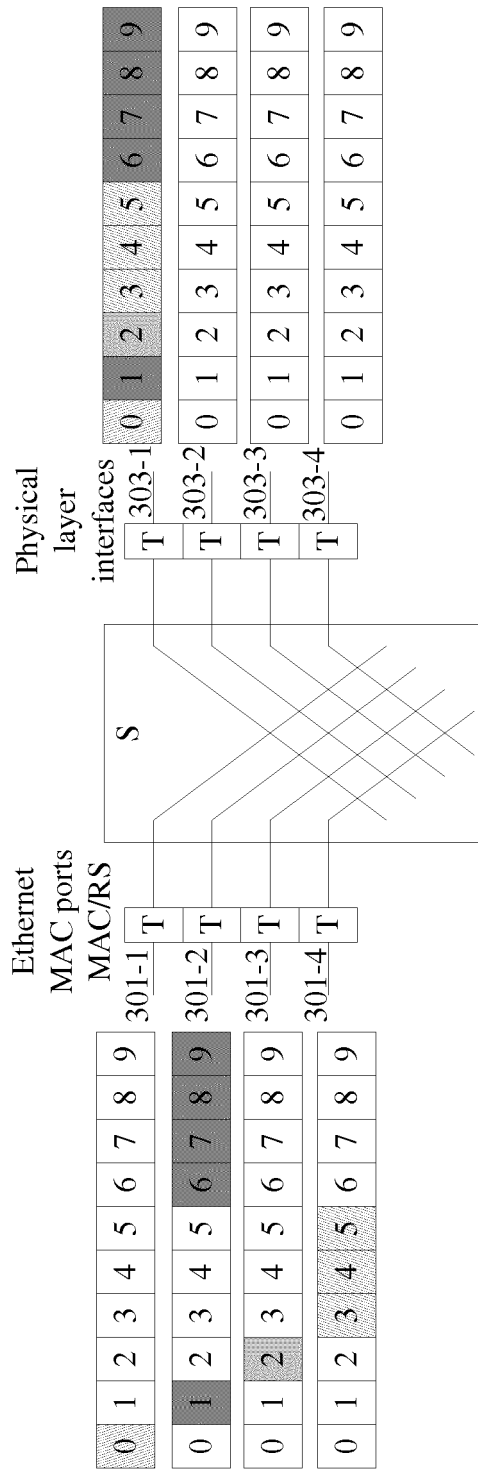 Ethernet
MAC ports
MAC/RS
Physical
layer
interfaces
0 1 2 3 4 5 6 7 8 9
301-1
T
S
T
303-1
0 1 2 3 4 5 6 7 8 9
0 1 2 3 4 5 6 7 8 9
301-2
T
T
303-2
0 1 2 3 4 5 6 7 8 9
0 1 2 3 4 5 6 7 8 9
301-3
T
T
303-3
0 1 2 3 4 5 6 7 8 9
0 1 2 3 4 5 6 7 8 9
301-4
T
T
303-4
0 1 2 3 4 5 6 7 8 9